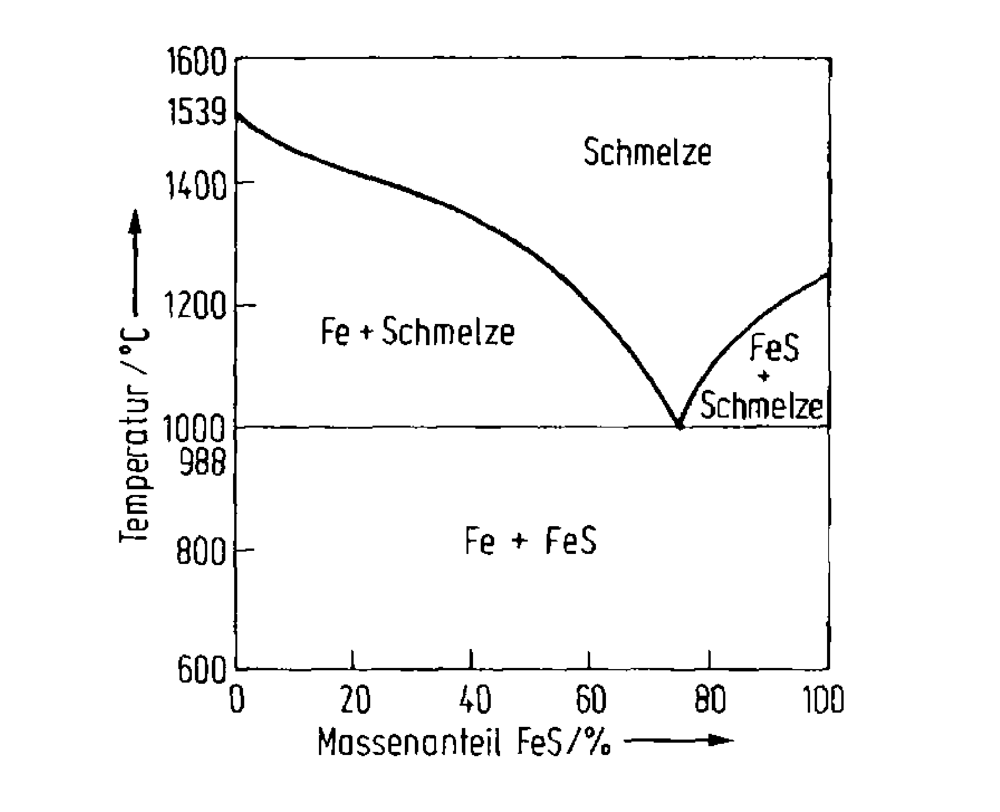 1600
1539
1400
1200
1000
988
800
600
Temperatur /°C
Schmelze
Fe + Schmelze
FeS
+
Schmelze
Fe + FeS
0 20 40 60 80 100
Massenanteil FeS/%